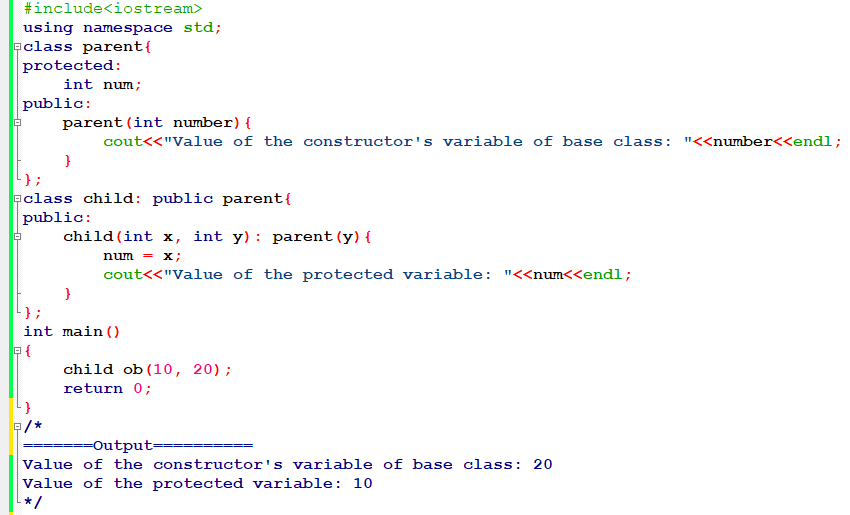 #include<iostream>
using namespace std;
class parent{
protected:
    int num;
public:
    parent(int number){
        cout<<"Value of the constructor's variable of base class: "<<number<<endl;
    }
};
class child: public parent{
public:
    child(int x, int y): parent(y){
        num = x;
        cout<<"Value of the protected variable: "<<num<<endl;
    }
};
int main()
{
    child ob(10, 20);
    return 0;
}
/*
=======Output==========
Value of the constructor's variable of base class: 20
Value of the protected variable: 10
*/